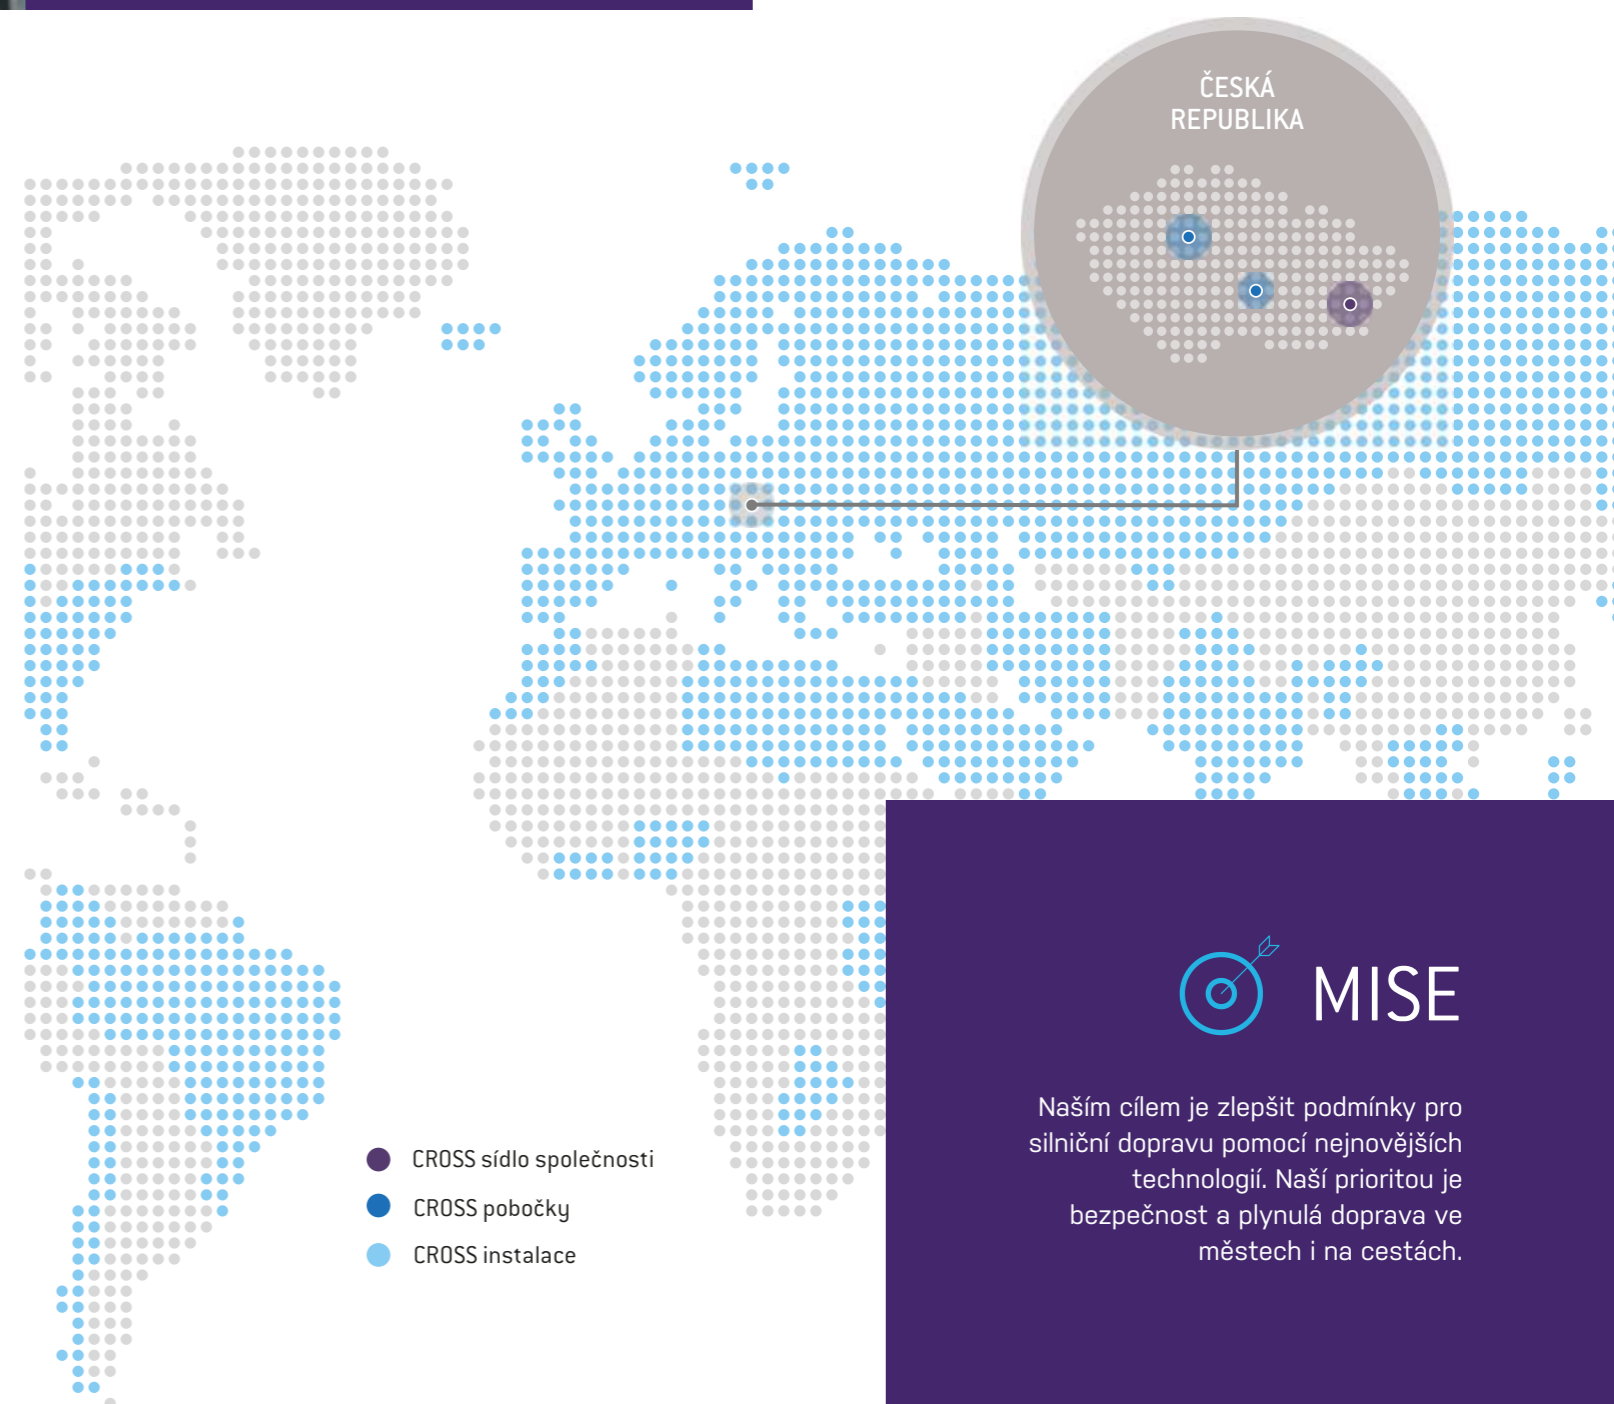 ČESKÁ
REPUBLIKA
CROSS sídlo společnosti
CROSS pobočky
CROSS instalace
MISE
Naším cílem je zlepšit podmínky pro
silniční dopravu pomocí nejnovějších
technologií. Naší prioritou je
bezpečnost a plynulá doprava ve
městech i na cestách.